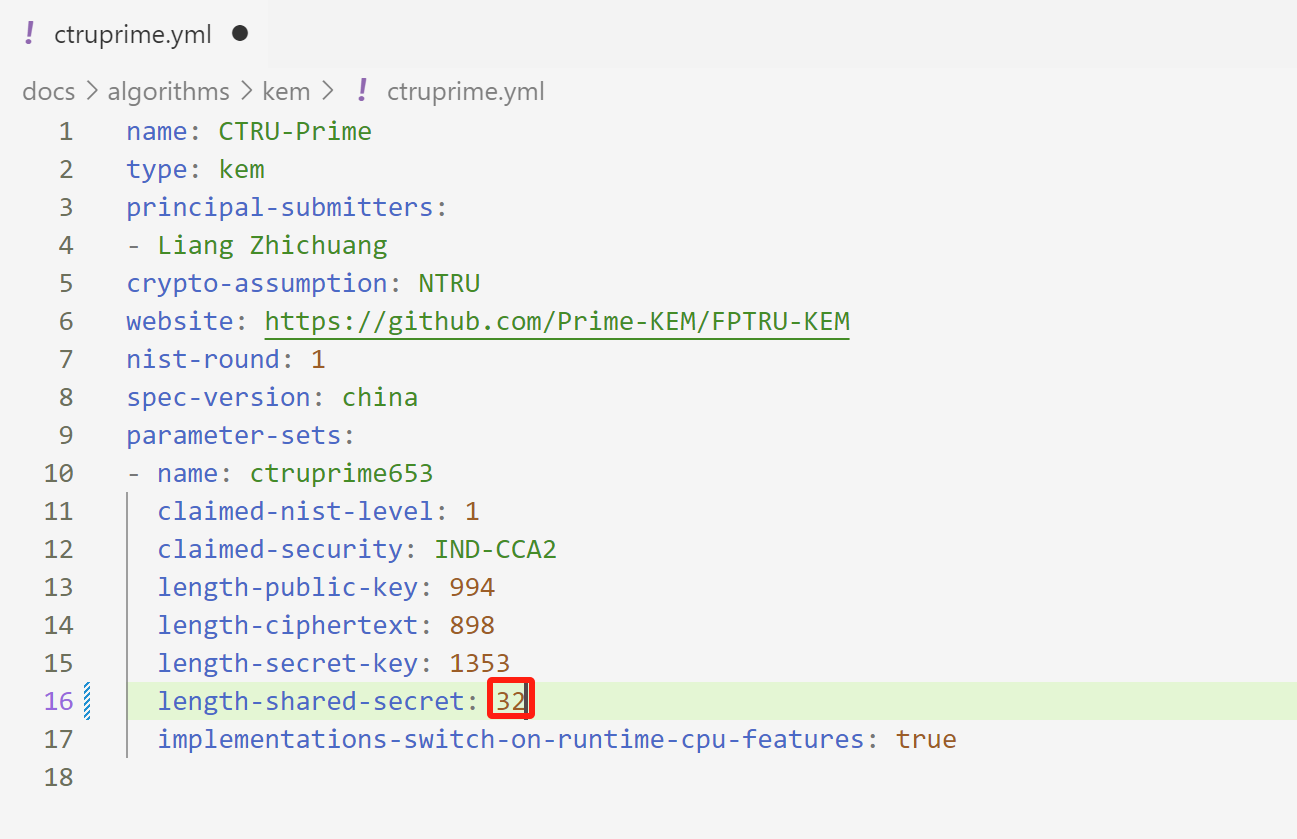 ! ctruprime.yml ●
docs > algorithms > kem > ! ctruprime.yml
1 name: CTRU-Prime
2 type: kem
3 principal-submitters:
4 - Liang Zhichuang
5 crypto-assumption: NTRU
6 website: https://github.com/Prime-KEM/FPTRU-KEM
7 nist-round: 1
8 spec-version: china
9 parameter-sets:
10 - name: ctruprime653
11 claimed-nist-level: 1
12 claimed-security: IND-CCA2
13 length-public-key: 994
14 length-ciphertext: 898
15 length-secret-key: 1353
16 length-shared-secret: 32
17 implementations-switch-on-runtime-cpu-features: true
18